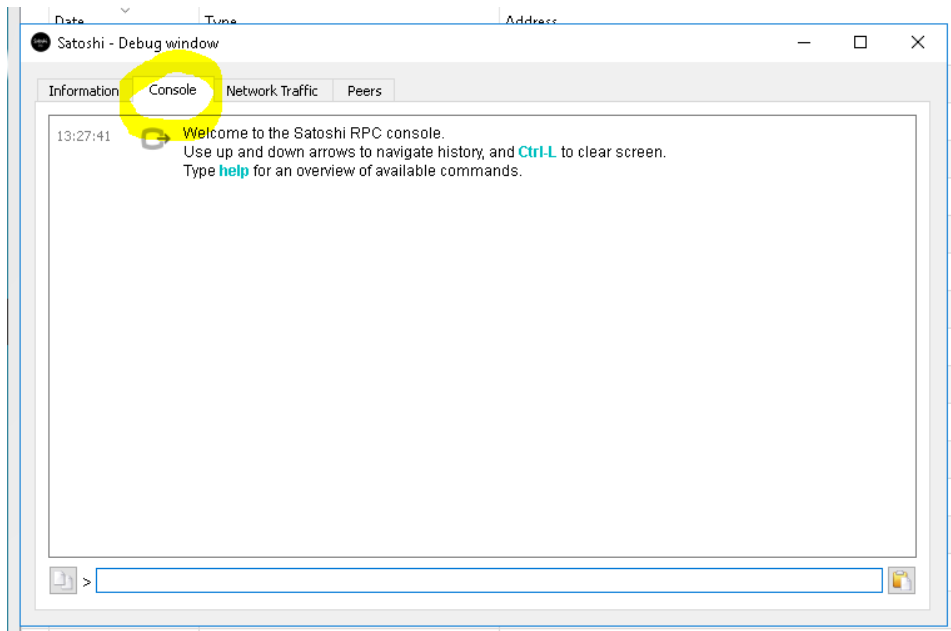 Date Type Address
Satoshi - Debug window
Information Console Network Traffic Peers
13:27:41 Welcome to the Satoshi RPC console.
Use up and down arrows to navigate history, and Ctrl-L to clear screen.
Type help for an overview of available commands.
>